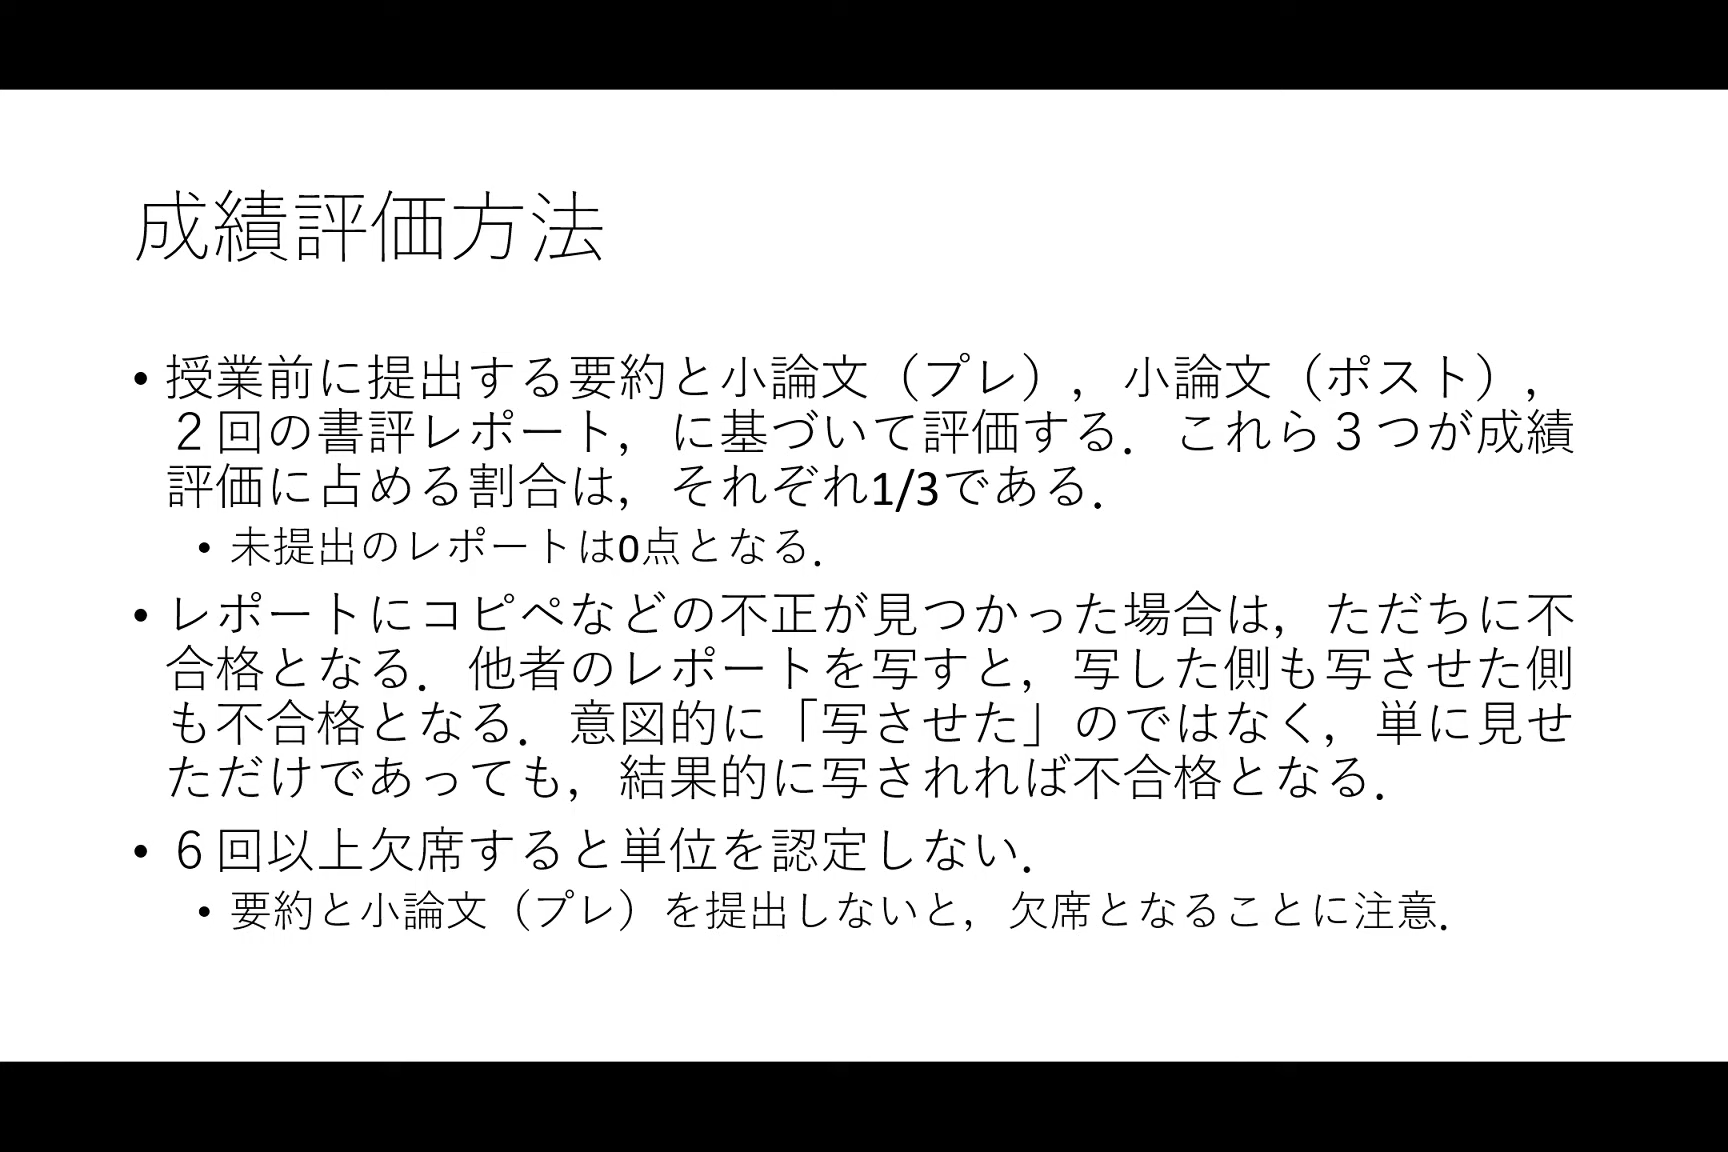 成績評価方法
• 授業前に提出する要約と小論文（プレ），小論文（ポスト），
２回の書評レポート，に基づいて評価する．これら３つが成績
評価に占める割合は，それぞれ1/3である．
• 未提出のレポートは0点となる．
• レポートにコピペなどの不正が見つかった場合は，ただちに不
合格となる．他者のレポートを写すと，写した側も写させた側
も不合格となる．意図的に「写させた」のではなく，単に見せ
ただけであっても，結果的に写されれば不合格となる．
• ６回以上欠席すると単位を認定しない．
• 要約と小論文（プレ）を提出しないと，欠席となることに注意．